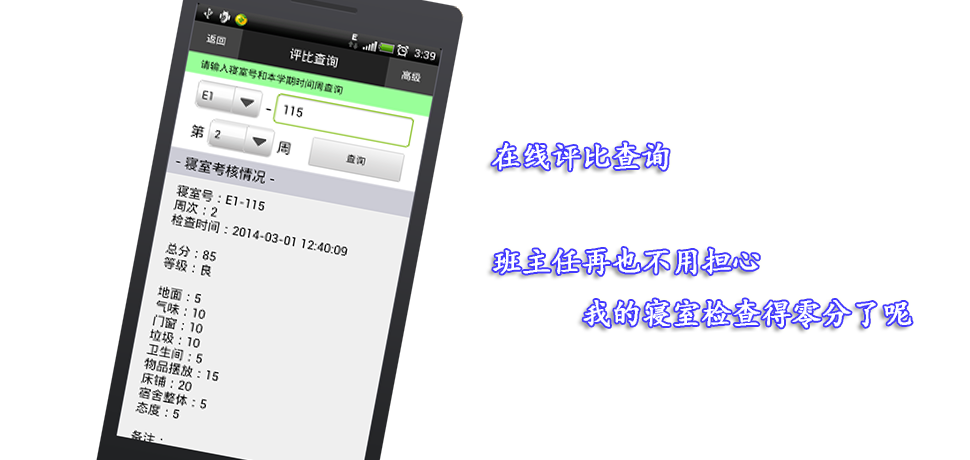 E
3:39
返回
评比查询
高级
请输入寝室号和本学期时间周查询
E1
-
115
第
2
周
查询
- 寝室考核情况 -
寝室号：E1-115
周次：2
检查时间：2014-03-01 12:40:09
总分：85
等级：良
地面：5
气味：10
门窗：10
垃圾：10
卫生间：5
物品摆放：15
床铺：20
宿舍整体：5
态度：5
备注：
在线评比查询
班主任再也不用担心
我的寝室检查得零分了呢